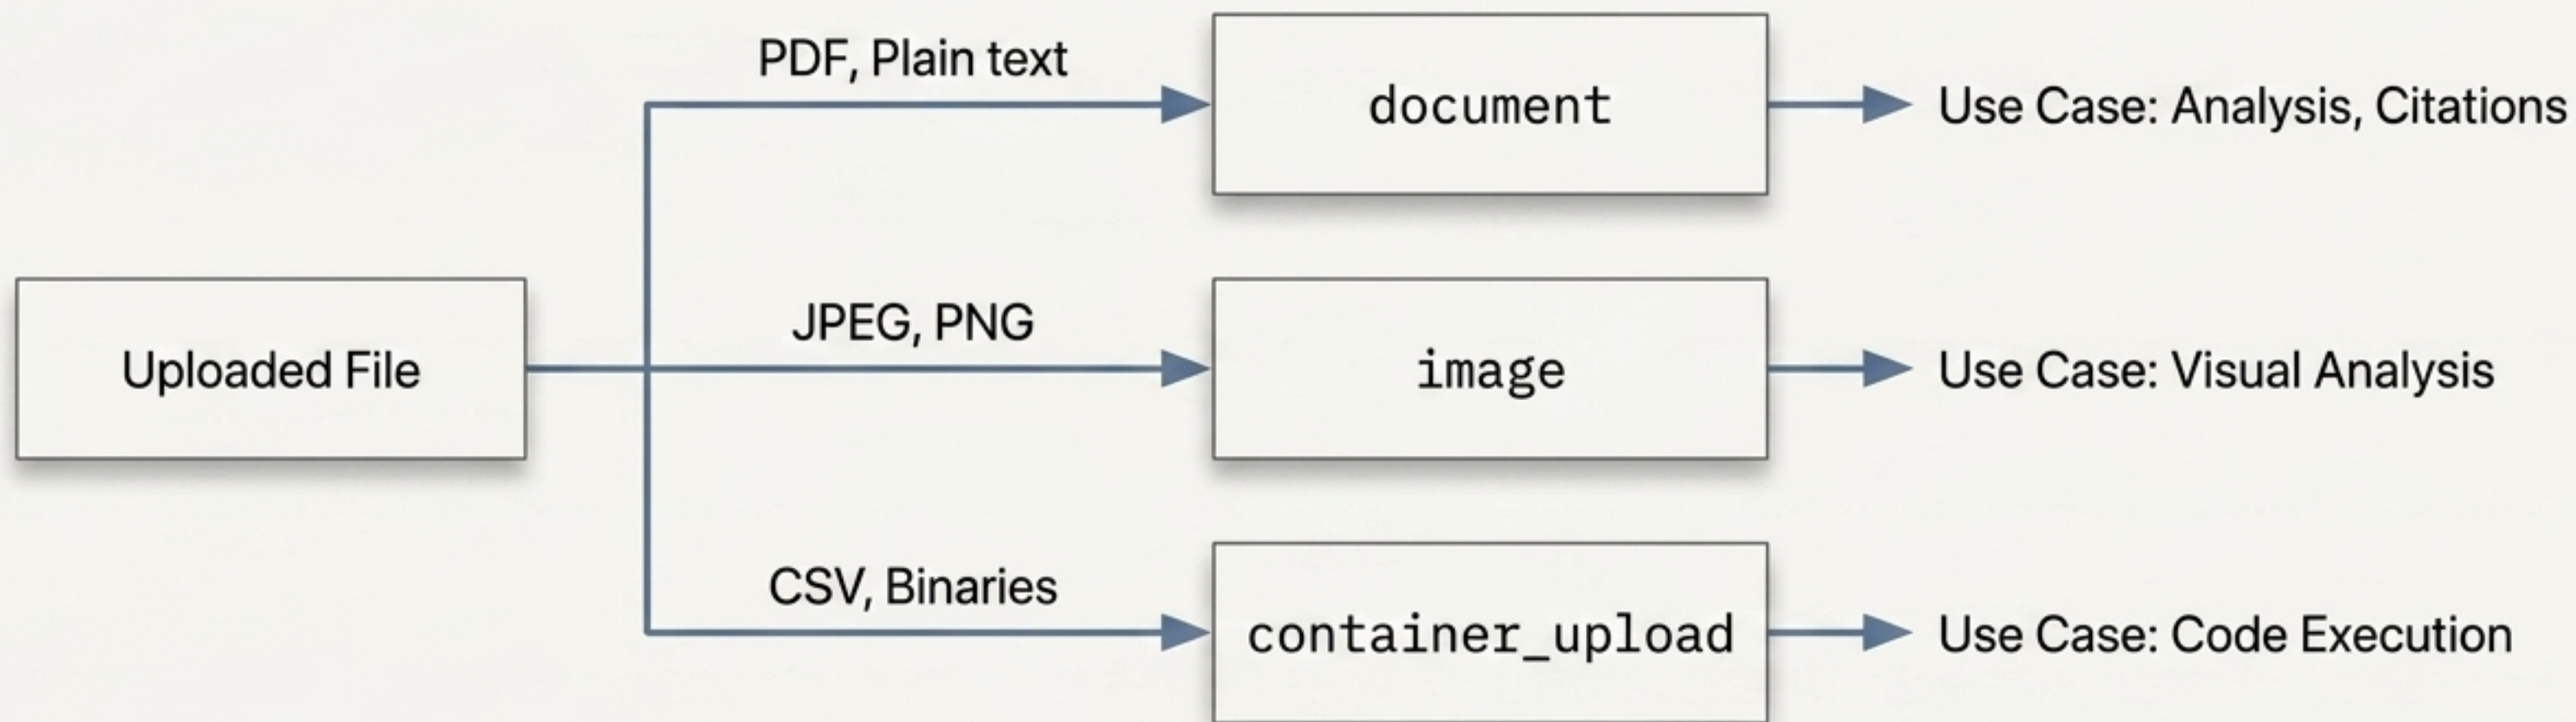 PDF, Plain text
document
Use Case: Analysis, Citations
Uploaded File
JPEG, PNG
image
Use Case: Visual Analysis
CSV, Binaries
container_upload
Use Case: Code Execution